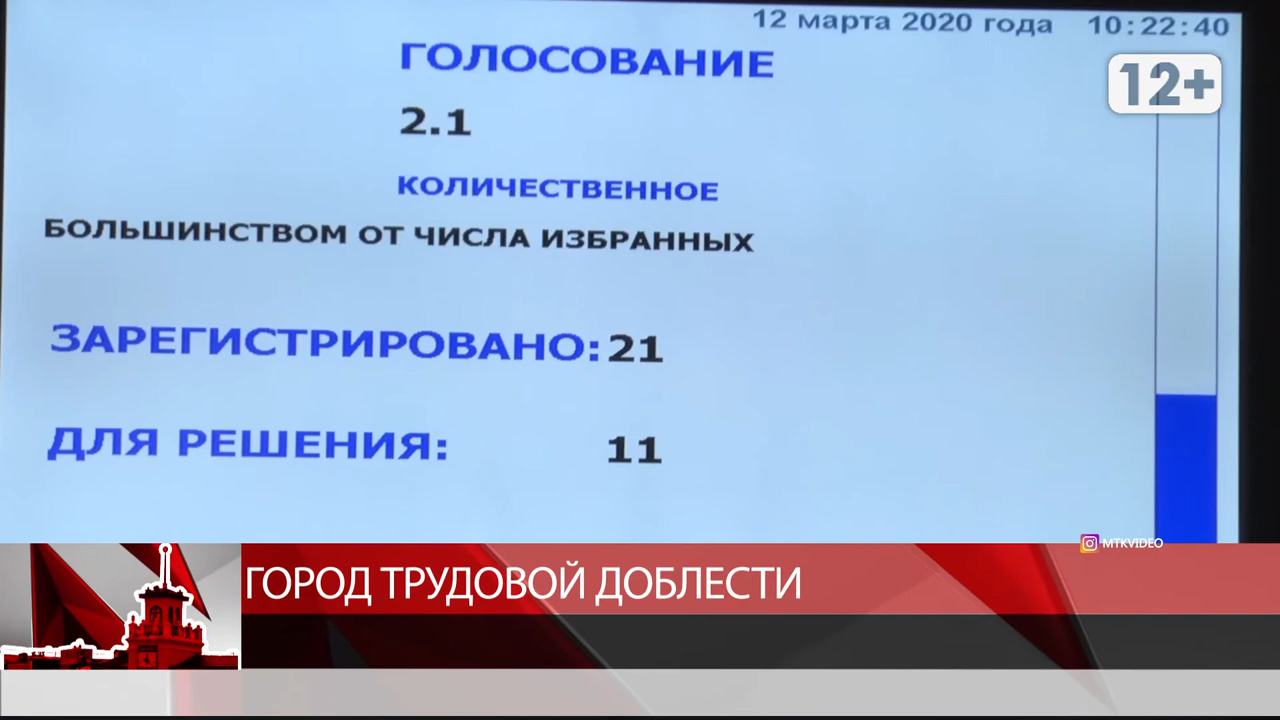 12 марта 2020 года 10:22:40
ГОЛОСОВАНИЕ
12+
2.1
КОЛИЧЕСТВЕННОЕ
БОЛЬШИНСТВОМ ОТ ЧИСЛА ИЗБРАННЫХ
ЗАРЕГИСТРИРОВАНО: 21
ДЛЯ РЕШЕНИЯ: 11
MTKVIDEO
ГОРОД ТРУДОВОЙ ДОБЛЕСТИ